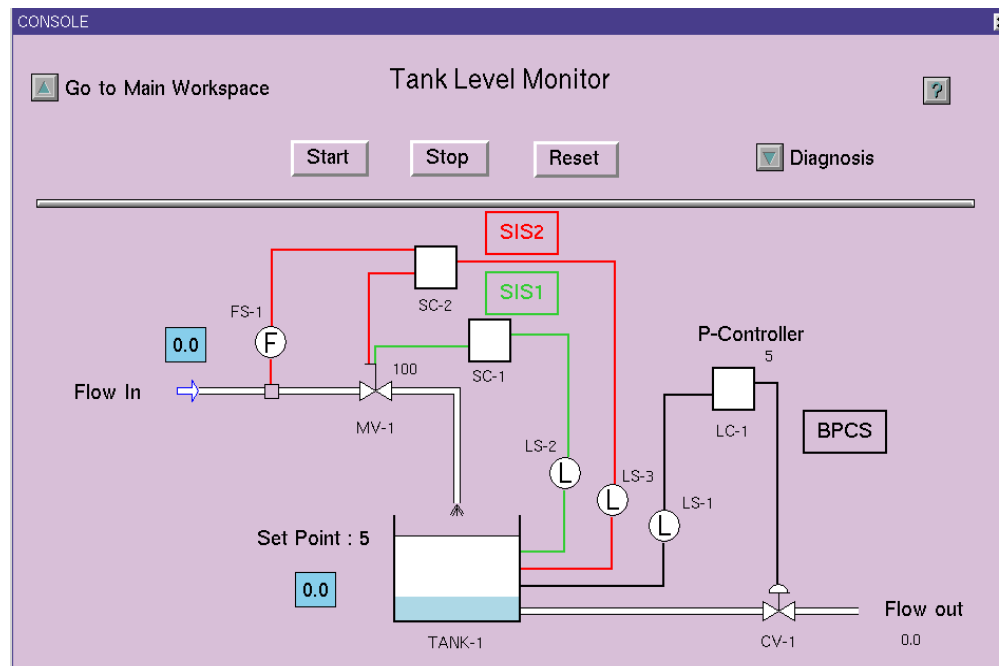 CONSOLE
Go to Main Workspace
Tank Level Monitor
?
Start
Stop
Reset
Diagnosis
SIS2
SC-2
SIS1
FS-1
F
0.0
SC-1
P-Controller
5
100
Flow In
MV-1
LC-1
BPCS
LS-2
L
LS-3
L
LS-1
L
Set Point : 5
0.0
Flow out
TANK-1
CV-1
0.0